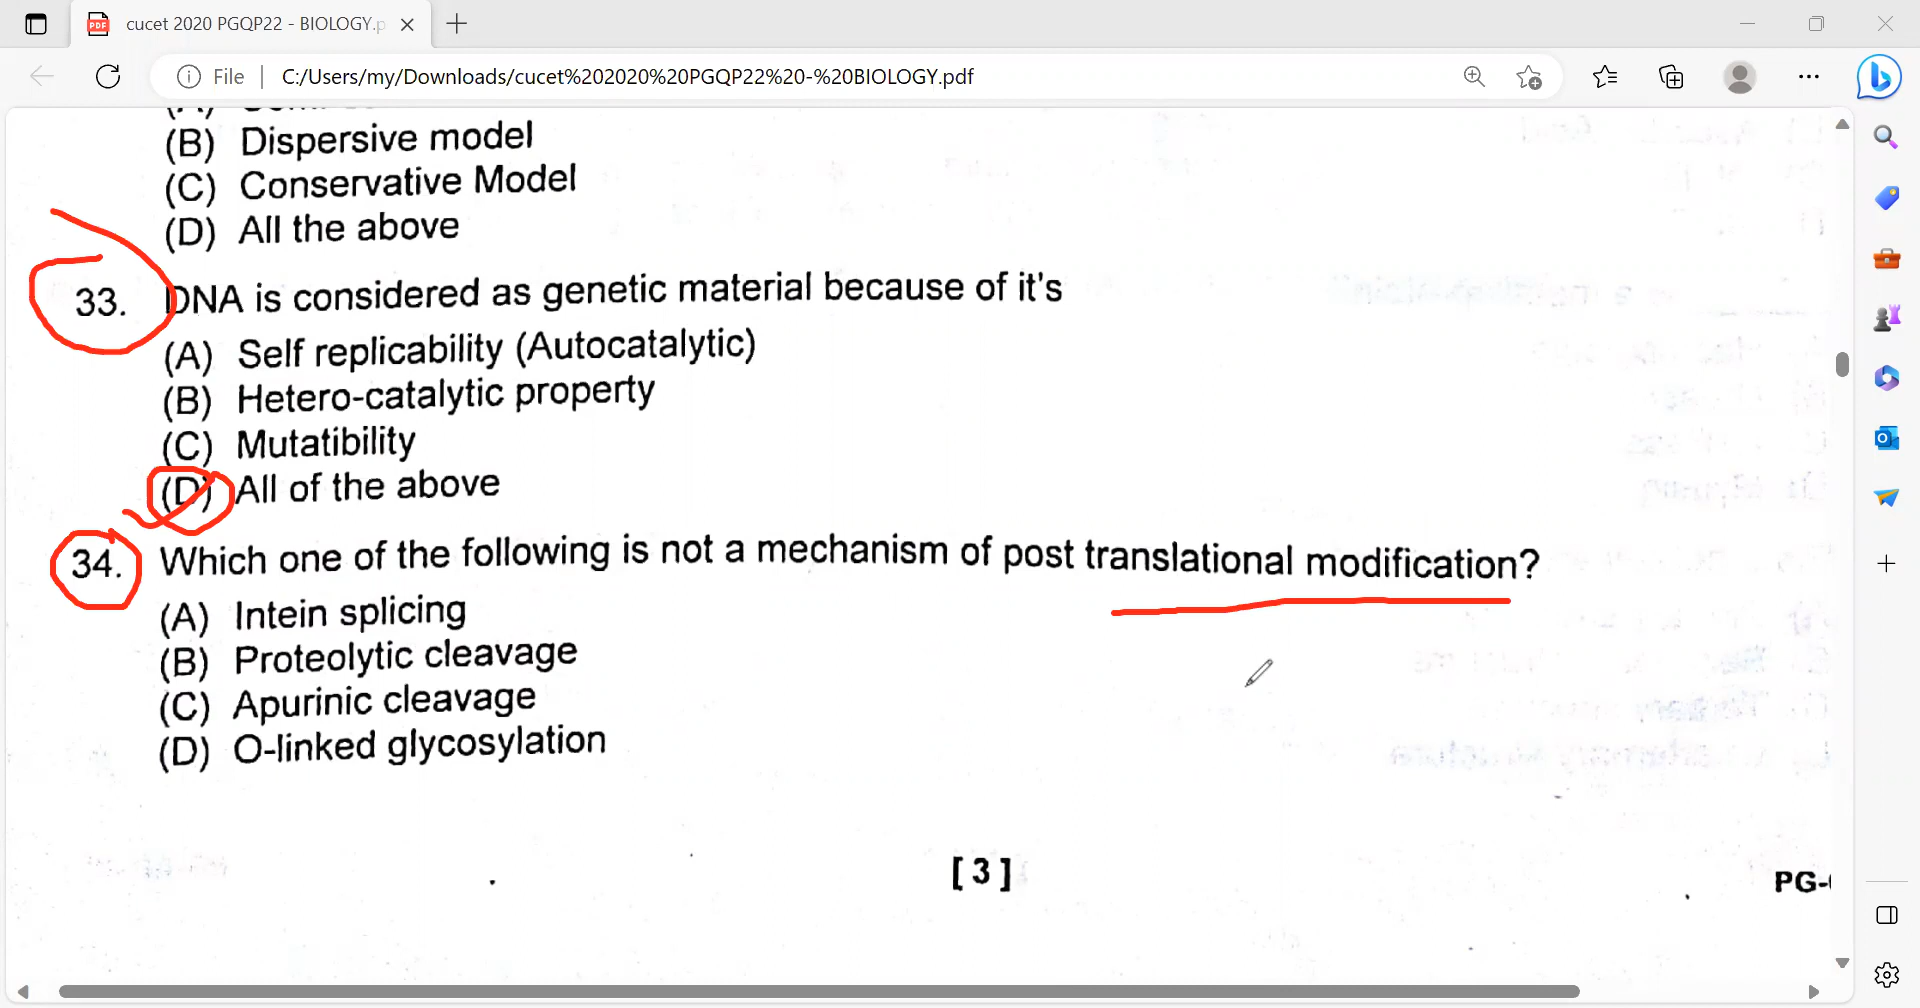 cucet 2020 PGQP22 - BIOLOGY.p
File
C:/Users/my/Downloads/cucet%202020%20PGQP22%20-%20BIOLOGY.pdf
(B) Dispersive model
(C) Conservative Model
(D) All the above
33. DNA is considered as genetic material because of it's
(A) Self replicability (Autocatalytic)
(B) Hetero-catalytic property
(C) Mutatibility
(D) All of the above
34. Which one of the following is not a mechanism of post translational modification?
(A) Intein splicing
(B) Proteolytic cleavage
(C) Apurinic cleavage
(D) O-linked glycosylation
[ 3 ]
PG-